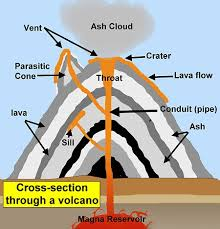 Ash Cloud
Vent
Crater
Parasitic
Cone
Throat
Lava flow
Conduit (pipe)
lava
Sill
Ash
Cross-section
through a volcano
Magna Reservoir